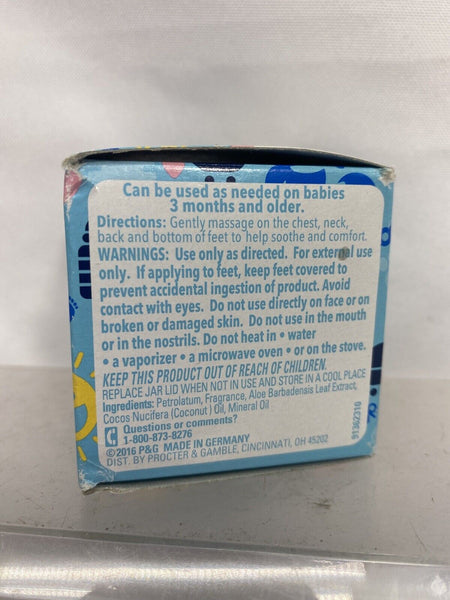 Can be used as needed on babies
3 months and older.
Directions: Gently massage on the chest, neck,
back and bottom of feet to help soothe and comfort.
WARNINGS: Use only as directed. For external use
only. If applying to feet, keep feet covered to
prevent accidental ingestion of product. Avoid
contact with eyes. Do not use directly on face or on
broken or damaged skin. Do not use in the mouth
or in the nostrils. Do not heat in • water
• a vaporizer • a microwave oven • or on the stove.
KEEP THIS PRODUCT OUT OF REACH OF CHILDREN.
REPLACE JAR LID WHEN NOT IN USE AND STORE IN A COOL PLACE
Ingredients: Petrolatum, Fragrance, Aloe Barbadensis Leaf Extract,
Cocos Nucifera (Coconut) Oil, Mineral Oil
Questions or comments?
1-800-873-8276
©2016 P&G MADE IN GERMANY
DIST. BY PROCTER & GAMBLE, CINCINNATI, OH 45202
91362310